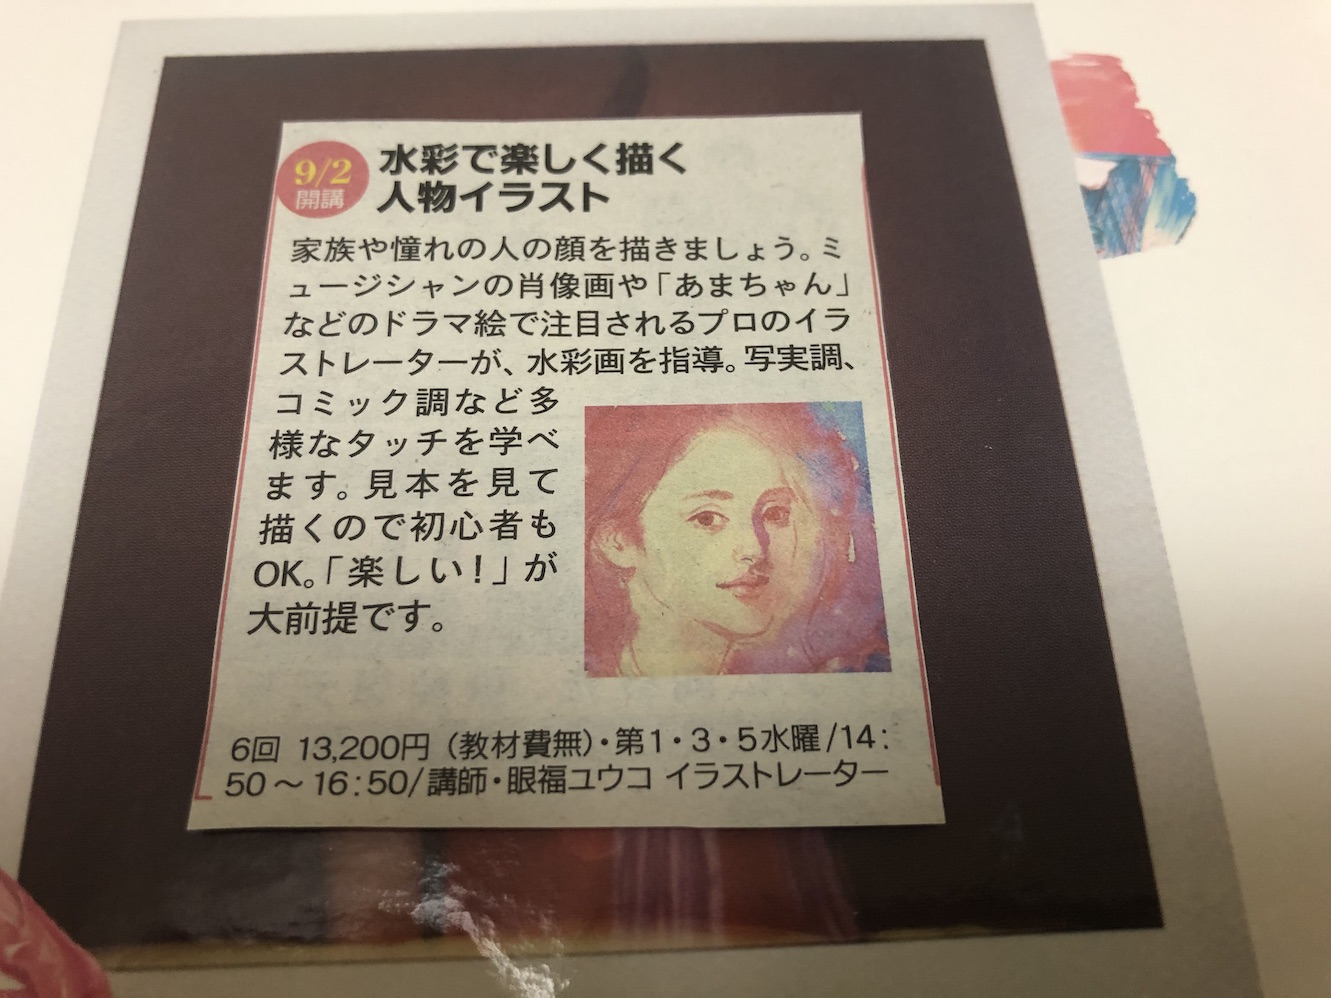 9/2
開講
水彩で楽しく描く
人物イラスト
家族や憧れの人の顔を描きましょう。ミ
ュージシャンの肖像画や「あまちゃん」
などのドラマ絵で注目されるプロのイラ
ストレーターが、水彩画を指導。写実調、
コミック調など多
様なタッチを学べ
ます。見本を見て
描くので初心者も
OK。「楽しい！」が
大前提です。
6回 13,200円（教材費無）・第1・3・5水曜/14:
50～16:50/講師・眼福ユウコ イラストレーター